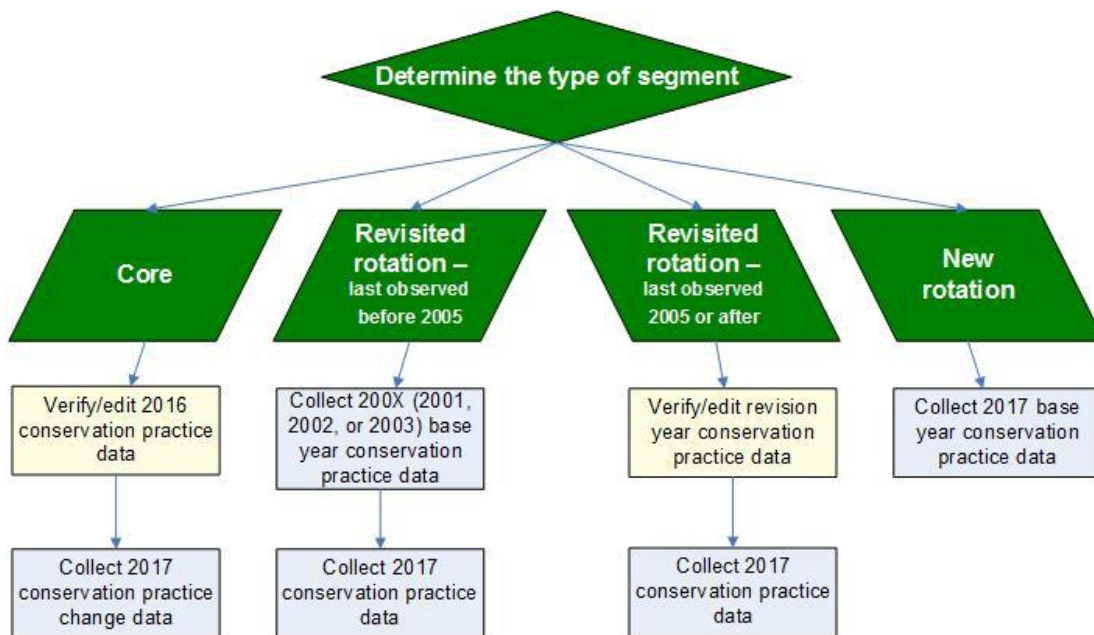 Determine the type of segment
Core
Revisited
rotation –
last observed
before 2005
Revisited
rotation –
last observed
2005 or after
New
rotation
Verify/edit 2016
conservation practice
data
Collect 200X (2001,
2002, or 2003) base
year conservation
practice data
Verify/edit revision
year conservation
practice data
Collect 2017 base
year conservation
practice data
Collect 2017
conservation practice
change data
Collect 2017
conservation practice
data
Collect 2017
conservation practice
data